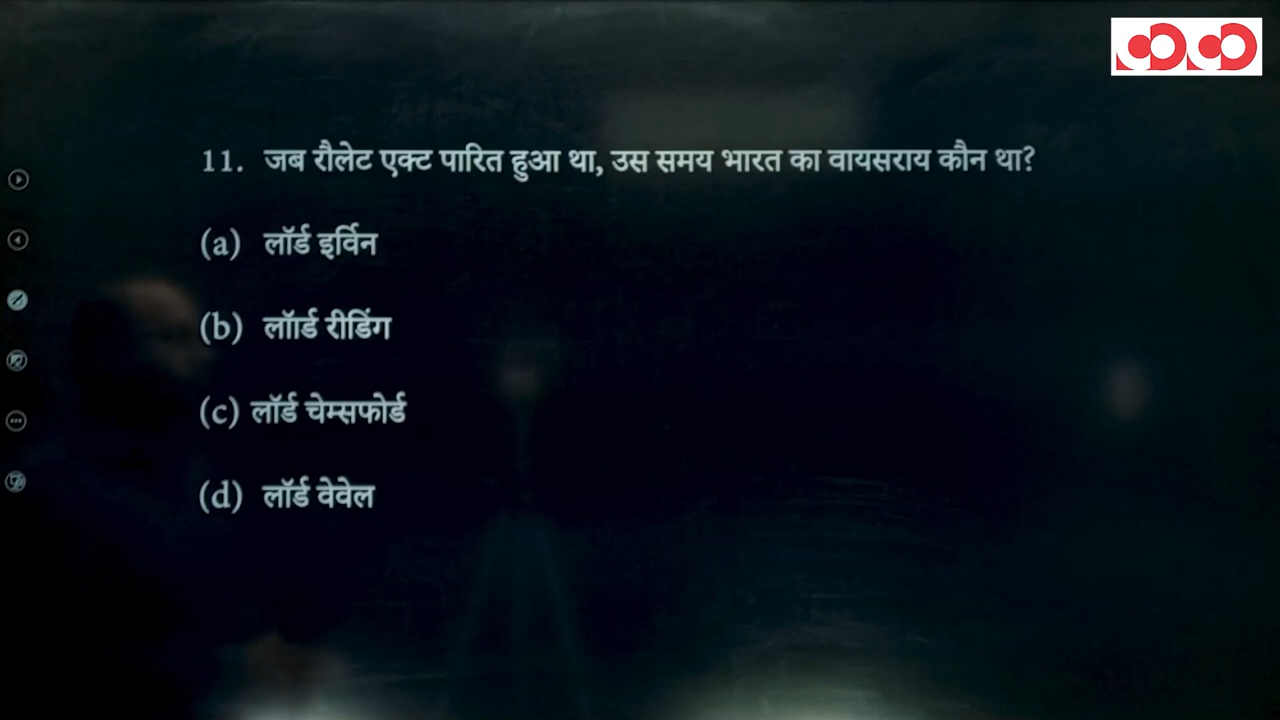 11. जब रौलेट एक्ट पारित हुआ था, उस समय भारत का वायसराय कौन था?
(a) लॉर्ड इर्विन
(b) लॉार्ड रीडिंग
(c) लॉर्ड चेम्सफोर्ड
(d) लॉर्ड वेवेल